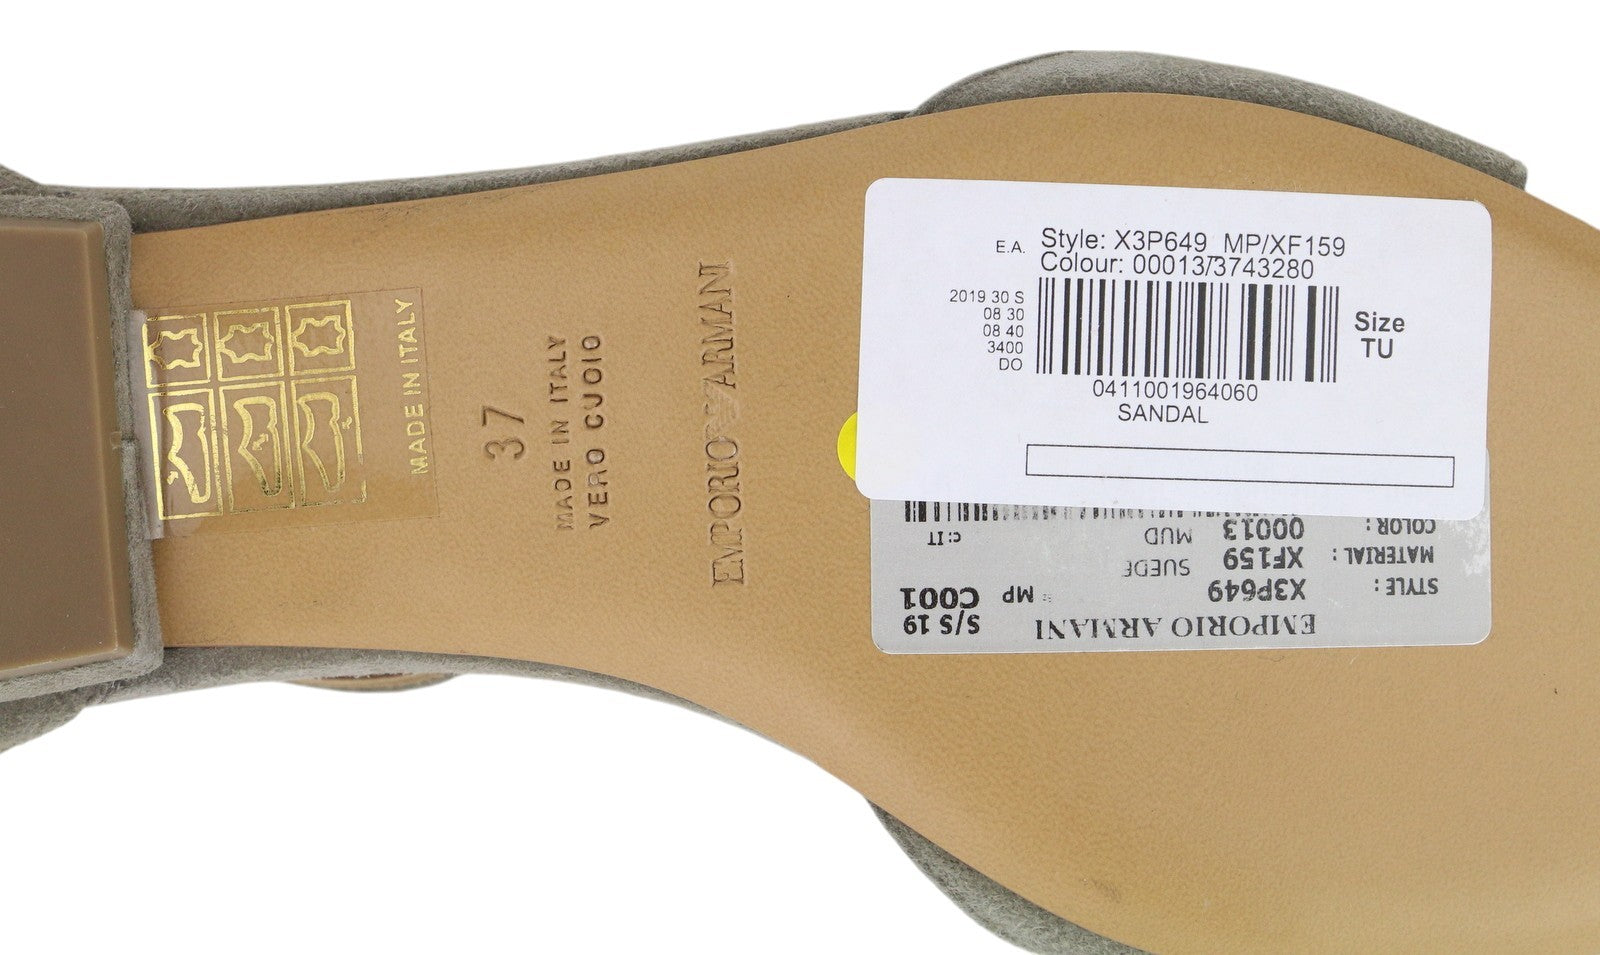 E.A. Style: X3P649_MP/XF159
Colour: 00013/3743280
2019 30 S
08 30
08 40
3400
DO
Size
TU
0411001964060
SANDAL
EMPORIO ARMANI
S/S 19
STYLE: X3P649 MP C001
MATERIAL: XF159 SUEDE
COLOR: 00013 MUD C: IT
EMPORIO ARMANI
MADE IN ITALY
VERO CUOIO
37
MADE IN ITALY